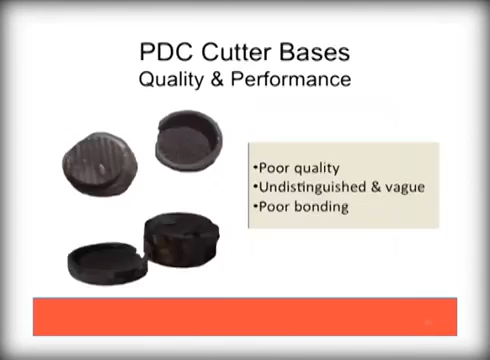 PDC Cutter Bases
Quality & Performance
•Poor quality
•Undistinguished & vague
•Poor bonding